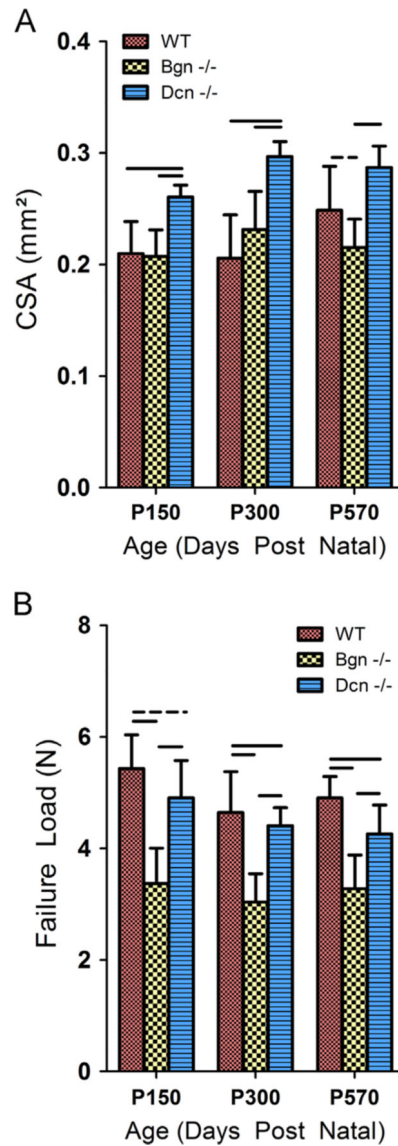 A
0.4
WT
Bgn -/-
Dcn -/-
0.3
CSA (mm²)
0.2
0.1
0.0
P150 P300 P570
Age (Days Post Natal)
B
8
WT
Bgn -/-
Dcn -/-
6
Failure Load (N)
4
2
0
P150 P300 P570
Age (Days Post Natal)